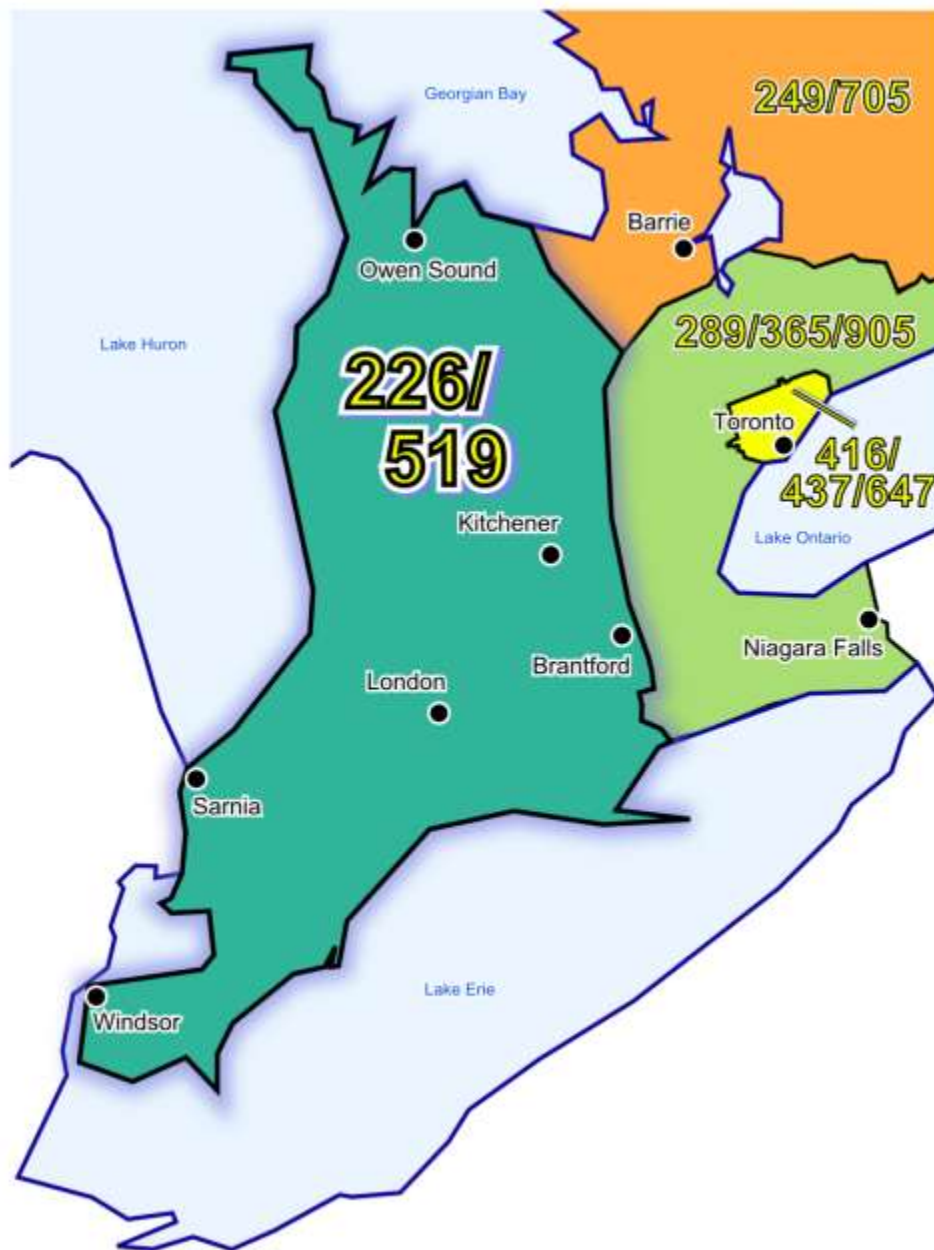 Georgian Bay
249/705
Barrie
Owen Sound
Lake Huron
289/365/905
226/
519
Toronto
416/
437/647
Kitchener
Lake Ontario
Brantford
Niagara Falls
London
Sarnia
Lake Erie
Windsor